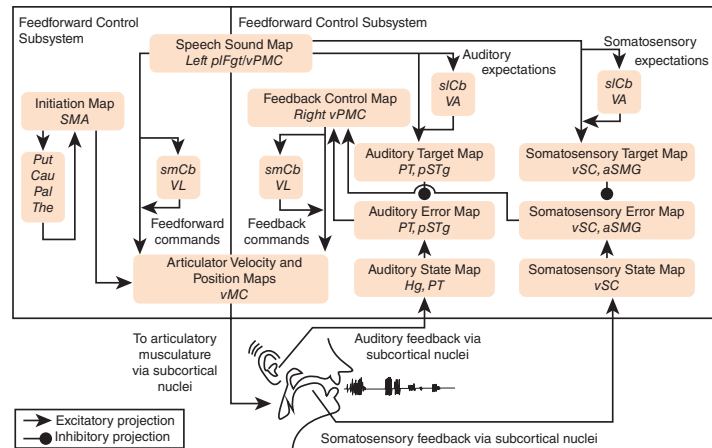 Feedforward Control
Subsystem
Feedforward Control Subsystem
Speech Sound Map
Left plFgt/vPMC
Auditory
expectations
Somatosensory
expectations
slCb
VA
slCb
VA
Initiation Map
SMA
Feedback Control Map
Right vPMC
Put
Cau
Pal
The
smCb
VL
smCb
VL
Auditory Target Map
PT, pSTg
Somatosensory Target Map
vSC, aSMG
Feedforward
commands
Feedback
commands
Auditory Error Map
PT, pSTg
Somatosensory Error Map
vSC, aSMG
Articulator Velocity and
Position Maps
vMC
Auditory State Map
Hg, PT
Somatosensory State Map
vSC
To articulatory
musculature
via subcortical
nuclei
Auditory feedback via
subcortical nuclei
Excitatory projection
Inhibitory projection
Somatosensory feedback via subcortical nuclei